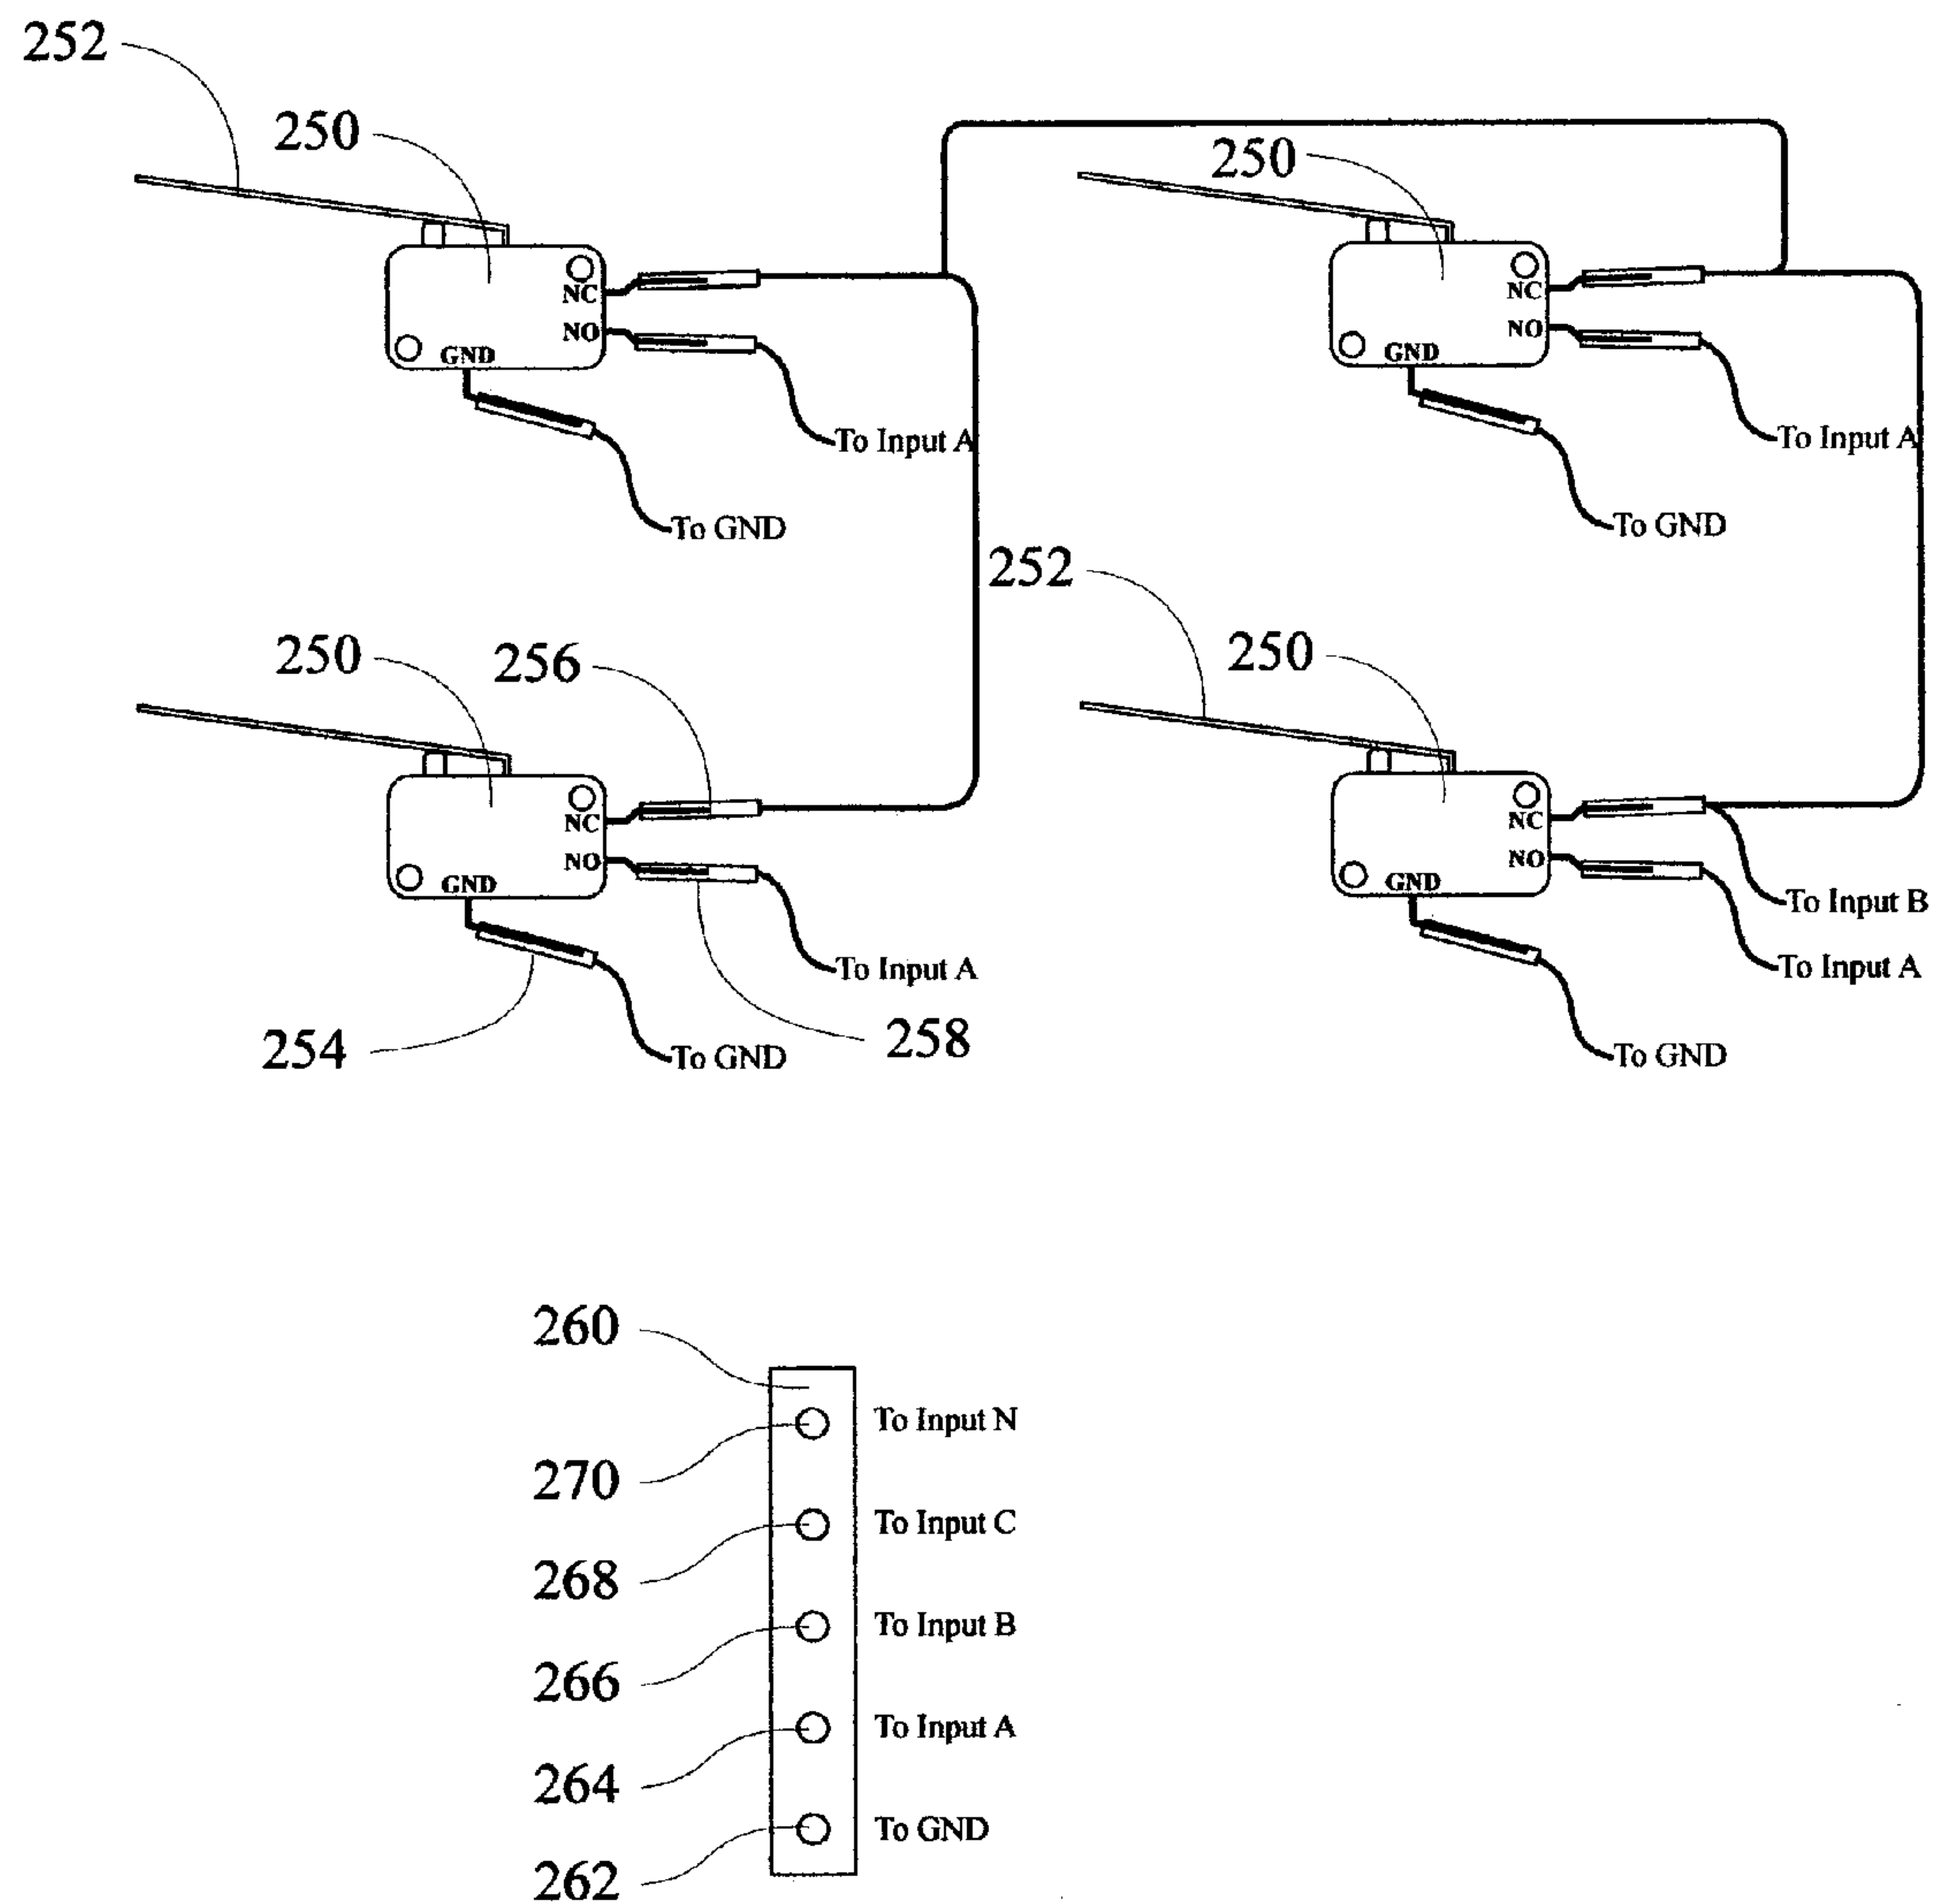 252
250
250
NC
NO
GND
NC
NO
GND
To Input A
To Input A
To GND
To GND
252
250
256
250
NC
NO
GND
NC
NO
GND
To Input B
To Input A
To Input A
254
258
To GND
To GND
260
To Input N
270
To Input C
268
To Input B
266
To Input A
264
To GND
262